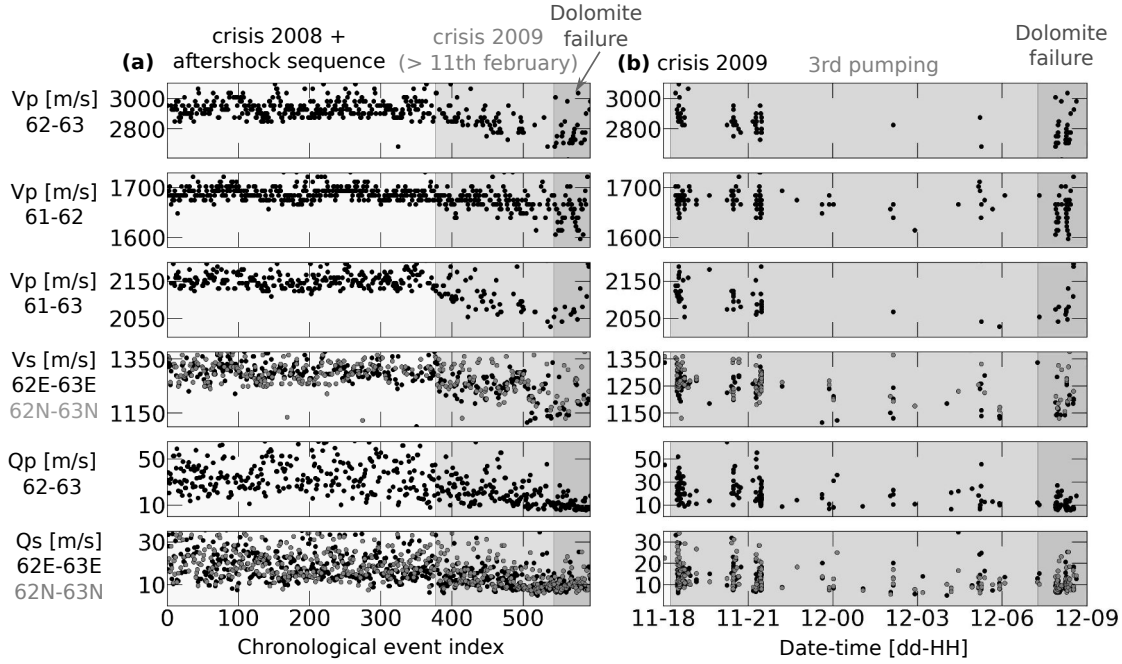 Dolomite
failure
crisis 2008 +
aftershock sequence
crisis 2009
(> 11th february)
(a)
(b) crisis 2009
3rd pumping
Dolomite
failure
Vp [m/s]
62-63
3000
2800
3000
2800
Vp [m/s]
61-62
1700
1600
1700
1600
Vp [m/s]
61-63
2150
2050
2150
2050
Vs [m/s]
62E-63E
62N-63N
1350
1150
1350
1250
1150
Qp [m/s]
62-63
50
10
50
30
10
Qs [m/s]
62E-63E
62N-63N
30
10
30
20
10
0 100 200 300 400 500
11-18 11-21 12-00 12-03 12-06 12-09
Chronological event index
Date-time [dd-HH]